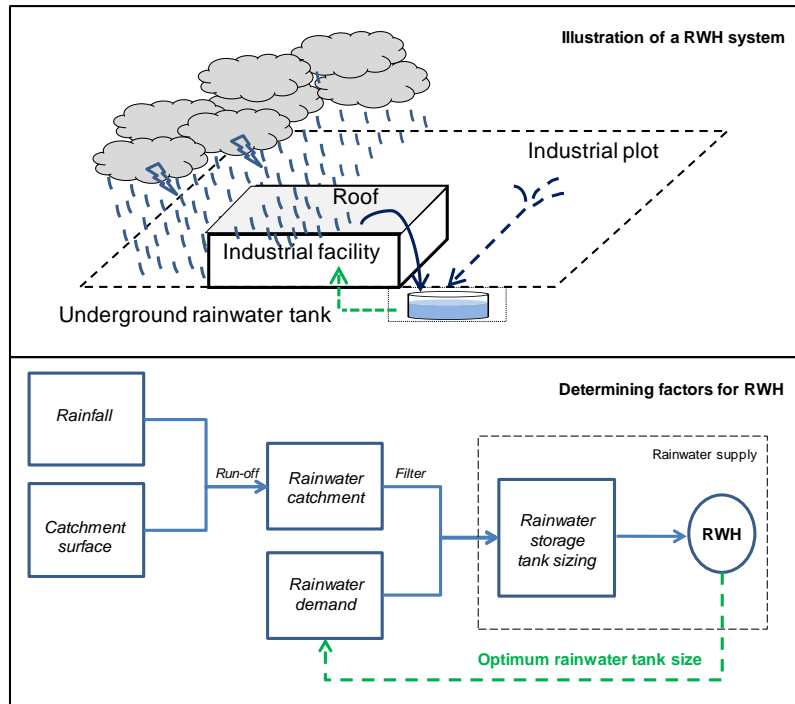 Illustration of a RWH system
Industrial plot
Roof
Industrial facility
Underground rainwater tank
Determining factors for RWH
Rainfall
Catchment
surface
Run-off
Rainwater
catchment
Filter
Rainwater
demand
Rainwater supply
Rainwater
storage
tank sizing
RWH
Optimum rainwater tank size